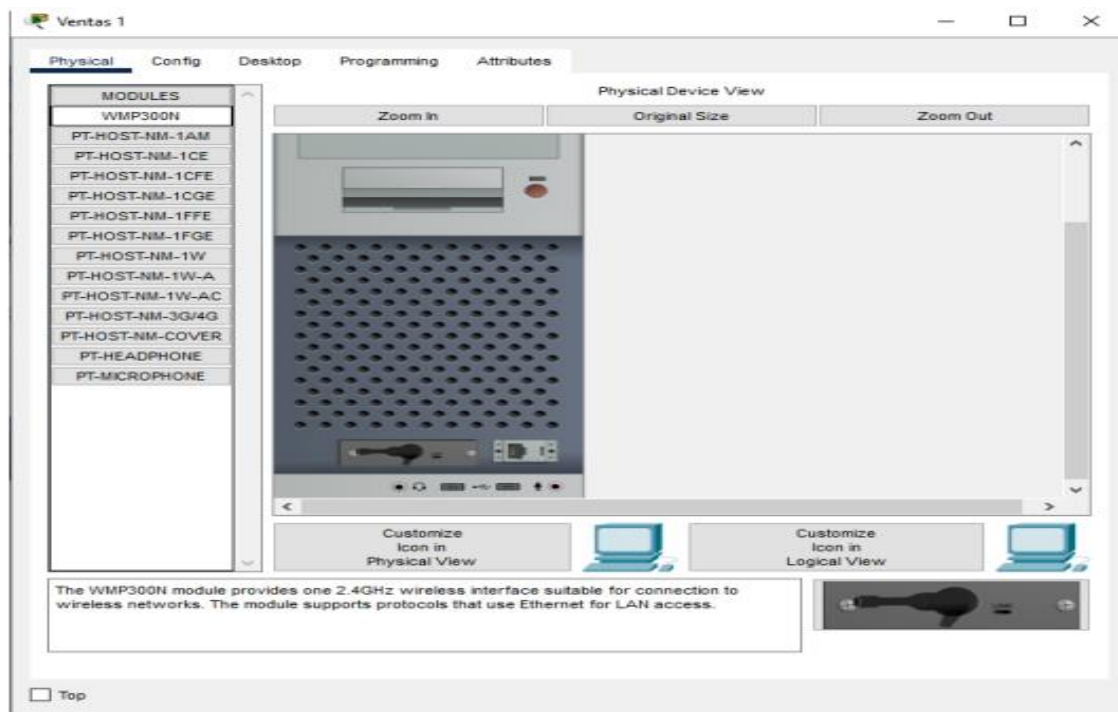 Ventas 1
Physical Config Desktop Programming Attributes
MODULES
WMP300N
PT-HOST-NM-1AM
PT-HOST-NM-1CE
PT-HOST-NM-1CFE
PT-HOST-NM-1CGE
PT-HOST-NM-1FFE
PT-HOST-NM-1FGE
PT-HOST-NM-1W
PT-HOST-NM-1W-A
PT-HOST-NM-1W-AC
PT-HOST-NM-3G/4G
PT-HOST-NM-COVER
PT-HEADPHONE
PT-MICROPHONE
Physical Device View
Zoom In Original Size Zoom Out
Customize
Icon in
Physical View
Customize
Icon in
Logical View
The WMP300N module provides one 2.4GHz wireless interface suitable for connection to
wireless networks. The module supports protocols that use Ethernet for LAN access.
Top